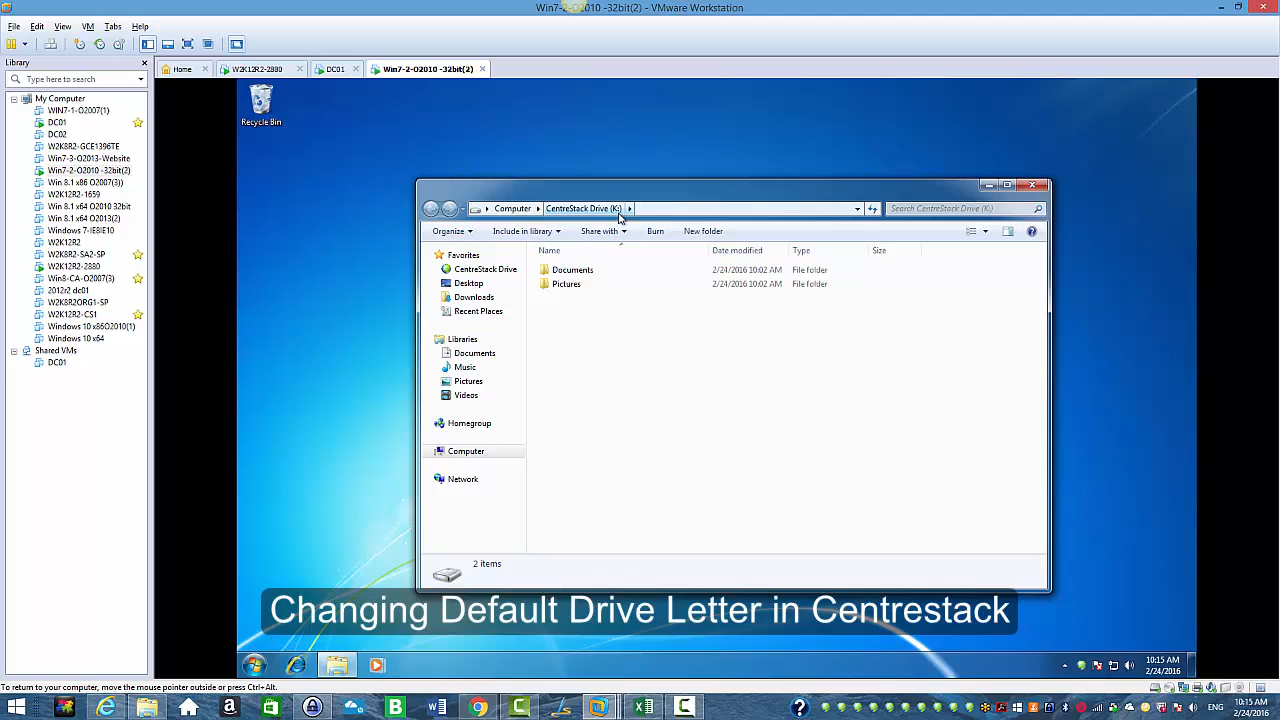 Win7-2-O2010 -32bit(2) - VMware Workstation
File Edit View VM Tabs Help
Library
Type here to search
Home
W2K12R2-2880
DC01
Win7-2-O2010 -32bit(2)
My Computer
WIN7-1-O2007(1)
DC01
DC02
W2K8R2-GCE1396TE
Win7-3-O2013-Website
Win7-2-O2010 -32bit(2)
Win 8.1 x86 O2007(3))
W2K12R2-1659
Win 8.1 O2010 32bit
Win 8.1 x64 O2013(2)
Windows 7-IE8IE10
W2K12R2
W2K8R2-SA2-SP
W2K12R2-2880
Win8-CA-O2007(3)
2012r2 dc01
W2K8R2ORG1-SP
W2K12R2-CS1
Windows 10 x86O2010(1)
Windows 10 x64
Shared VMs
DC01
Recycle Bin
Computer CentreStack Drive (K:)
Search CentreStack Drive (K:)
Organize Include in library Share with Burn New folder
Name Date modified Type Size
Favorites
CentreStack Drive
Desktop
Downloads
Recent Places
Libraries
Documents
Music
Pictures
Videos
Homegroup
Computer
Network
Documents 2/24/2016 10:02 AM File folder
Pictures 2/24/2016 10:02 AM File folder
2 items
Changing Default Drive Letter in Centrestack
10:15 AM
2/24/2016
To return to your computer, move the mouse pointer outside or press Ctrl+Alt.
ENG
10:15 AM
2/24/2016